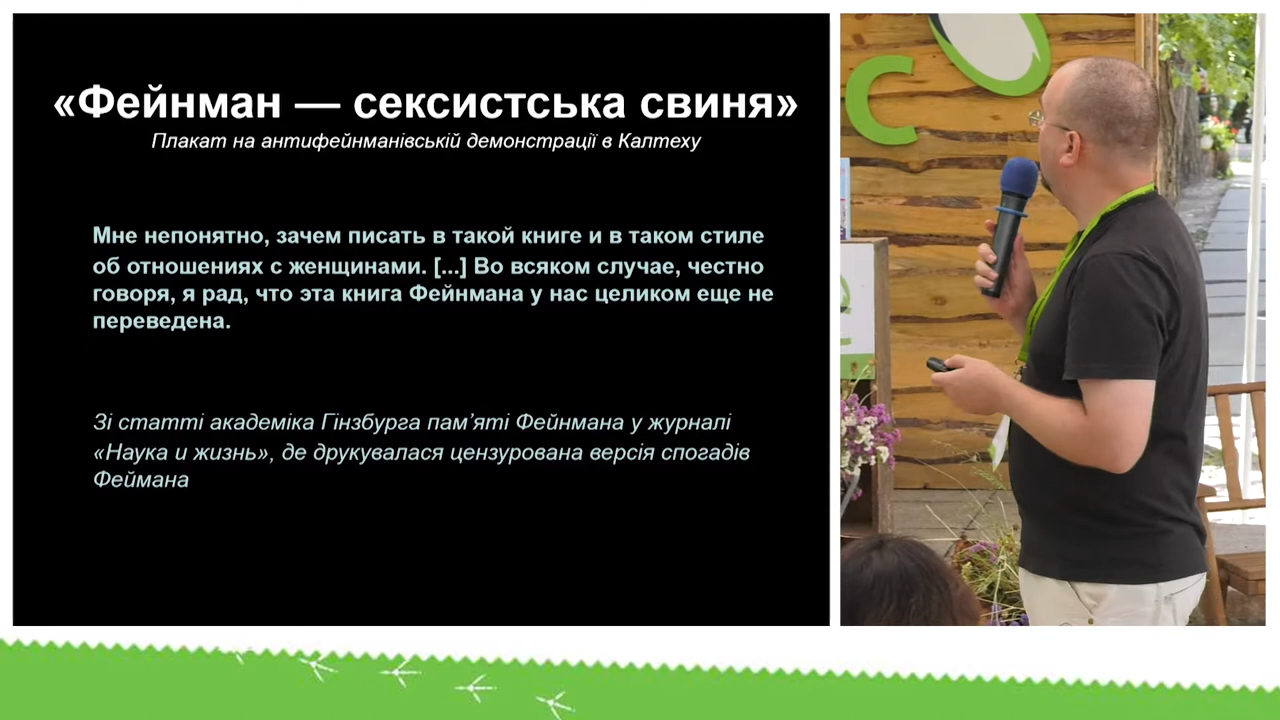 «Фейнман — сексистська свиня»
Плакат на антифейнманівській демонстрації в Калтеху
Мне непонятно, зачем писать в такой книге и в таком стиле
об отношениях с женщинами. [...] Во всяком случае, честно
говоря, я рад, что эта книга Фейнмана у нас целиком еще не
переведена.
Зі статті академіка Гінзбурга пам’яті Фейнмана у журналі
«Наука и жизнь», де друкувалася цензурована версія спогадів
Феймана